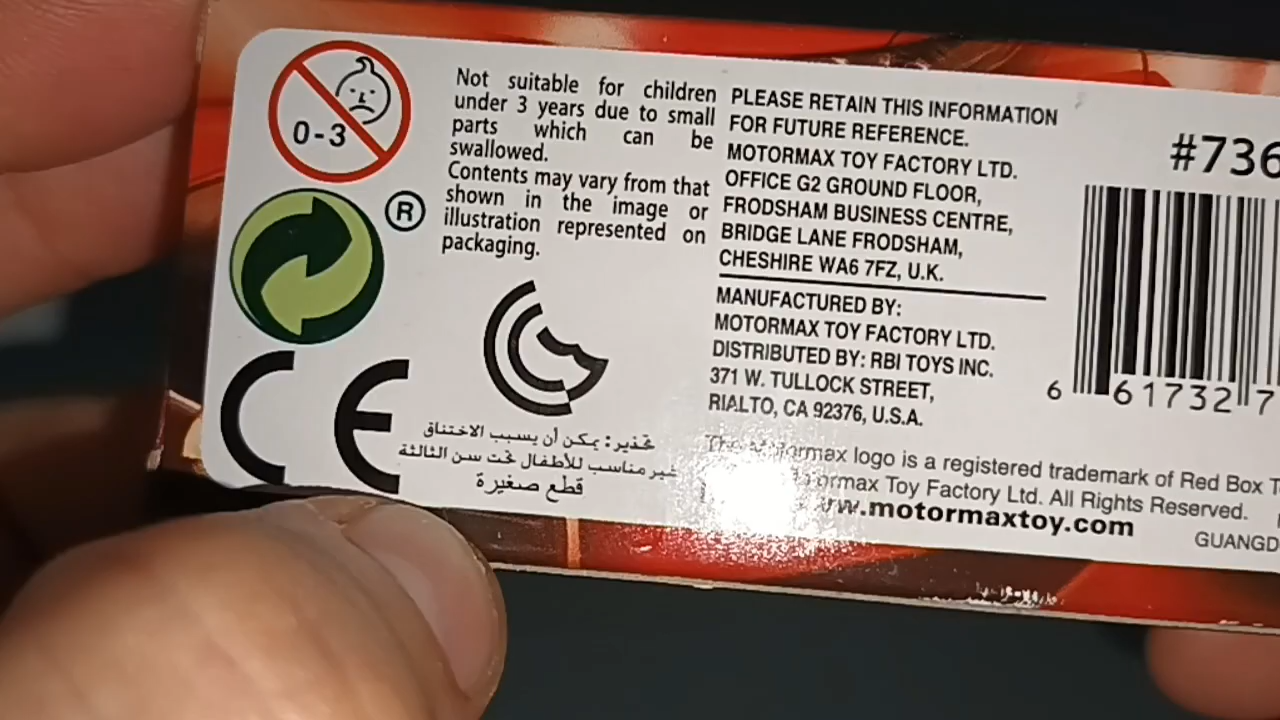 0-3
Not suitable for children
under 3 years due to small
parts which can be
swallowed.
Contents may vary from that
shown in the image or
illustration represented on
packaging.
®
CE
تحذير: يمكن أن يسبب الاختناق
غير مناسب للأطفال تحت سن الثالثة
قطع صغيرة
PLEASE RETAIN THIS INFORMATION
FOR FUTURE REFERENCE.
MOTORMAX TOY FACTORY LTD.
OFFICE G2 GROUND FLOOR,
FRODSHAM BUSINESS CENTRE,
BRIDGE LANE FRODSHAM,
CHESHIRE WA6 7FZ, U.K.
MANUFACTURED BY:
MOTORMAX TOY FACTORY LTD.
DISTRIBUTED BY: RBI TOYS INC.
371 W. TULLOCK STREET,
RIALTO, CA 92376, U.S.A.
The Motormax logo is a registered trademark of Red Box
Toy Factory Ltd. All Rights Reserved.
www.motormaxtoy.com
#736
6 61732 7
GUANGD